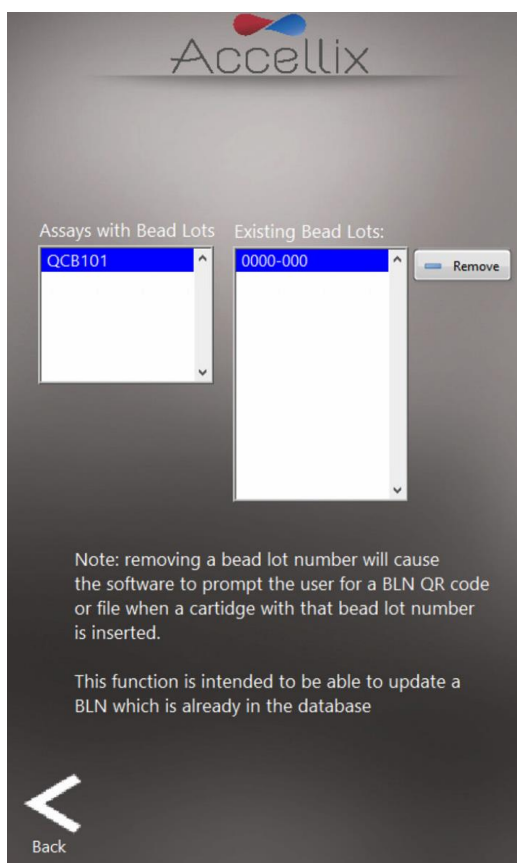 Accellix
Assays with Bead Lots
Existing Bead Lots:
QCB101
0000-000
Remove
Note: removing a bead lot number will cause
the software to prompt the user for a BLN QR code
or file when a cartidge with that bead lot number
is inserted.
This function is intended to be able to update a
BLN which is already in the database
Back